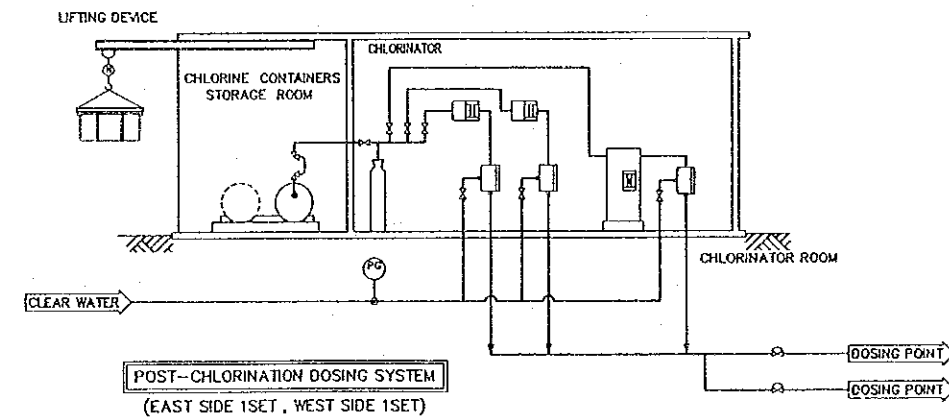 LIFTING DEVICE
CHLORINATOR
CHLORINE CONTAINERS
STORAGE ROOM
CHLORINATOR ROOM
PG
CLEAR WATER
DOSING POINT
DOSING POINT
POST-CHLORINATION DOSING SYSTEM
(EAST SIDE 1SET , WEST SIDE 1SET)